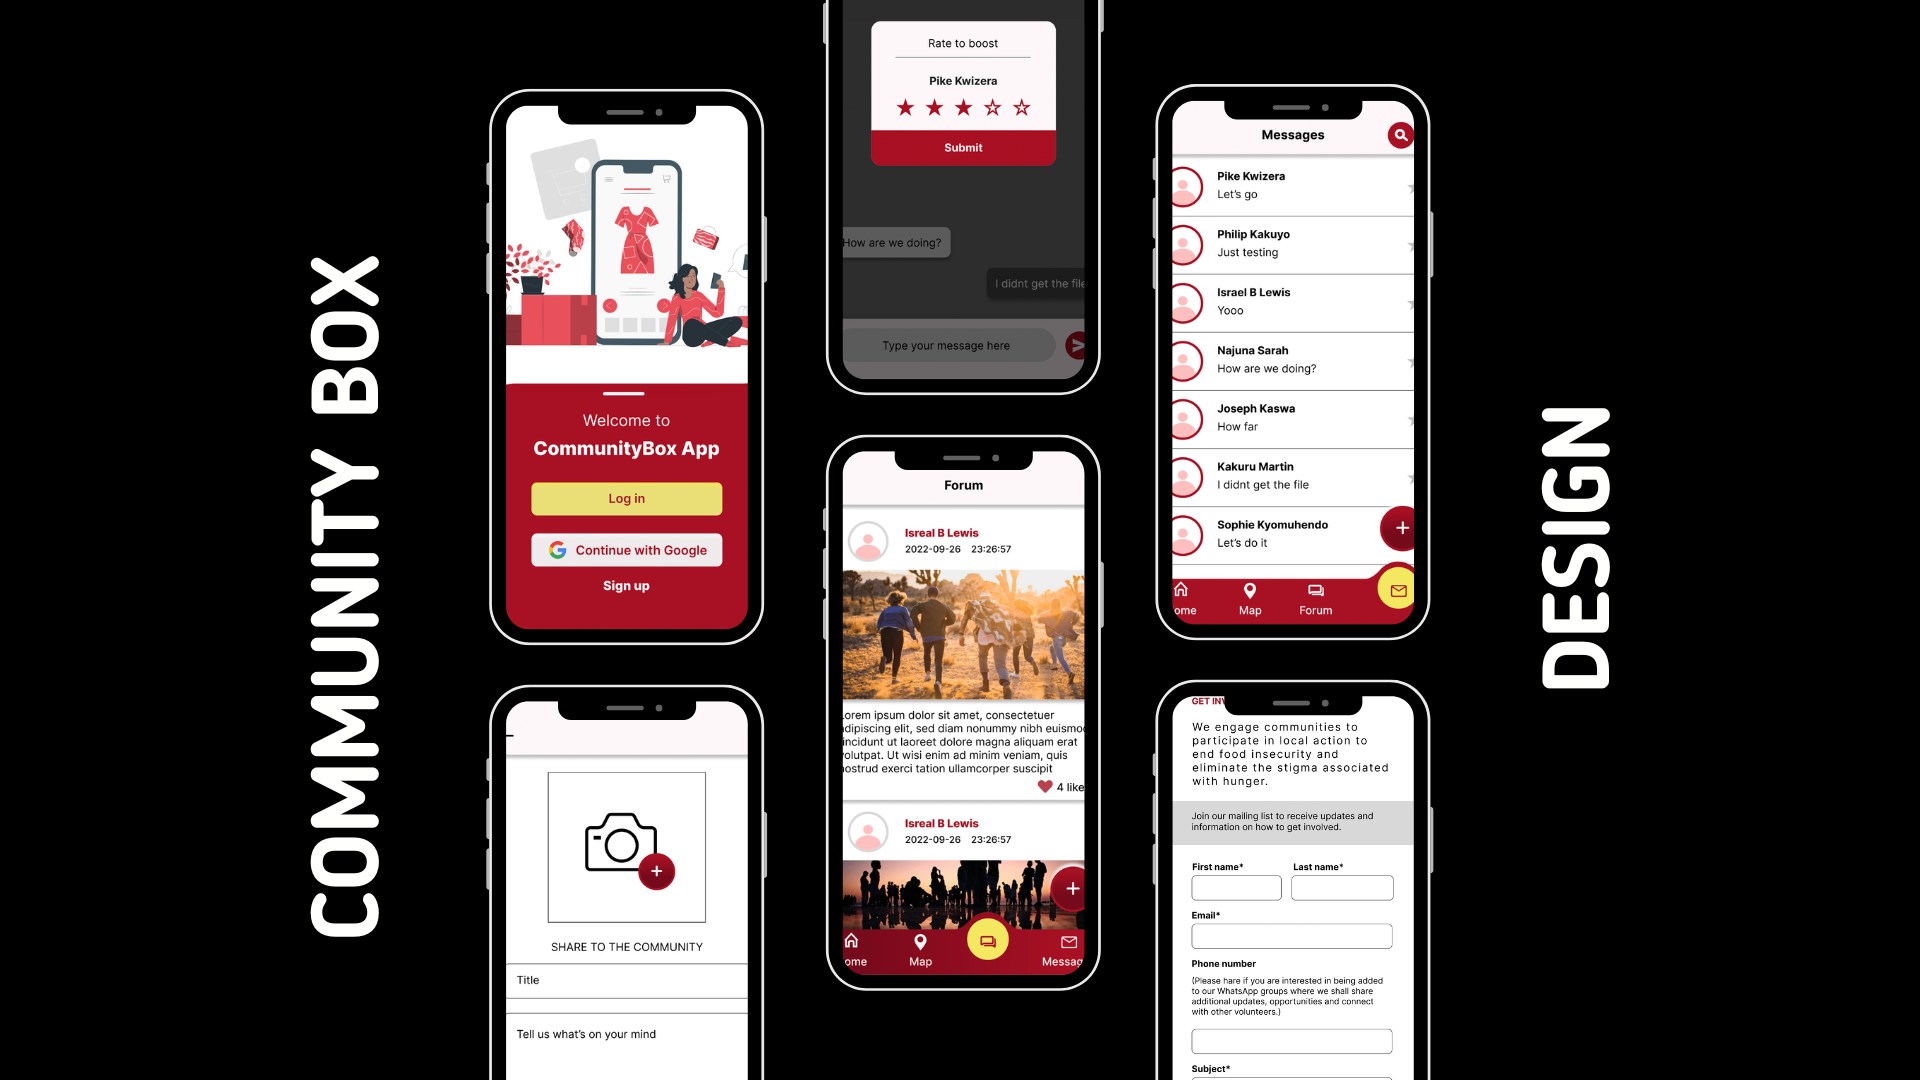 COMMUNITY BOX
Welcome to
CommunityBox App
Log in
Continue with Google
Sign up
SHARE TO THE COMMUNITY
Title
Tell us what's on your mind
Rate to boost
Pike Kwizera
Submit
How are we doing?
I didnt get the file
Type your message here
Forum
Isreal B Lewis
2022-09-26 23:26:57
orem ipsum dolor sit amet, consectetuer
dipiscing elit, sed diam nonummy nibh euismo
incidunt ut laoreet dolore magna aliquam erat
olutpat. Ut wisi enim ad minim veniam, quis
ostrud exerci tation ullamcorper suscipit
4 like
Isreal B Lewis
2022-09-26 23:26:57
ome Map Messag
Messages
Pike Kwizera
Let's go
Philip Kakuyo
Just testing
Israel B Lewis
Yooo
Najuna Sarah
How are we doing?
Joseph Kaswa
How far
Kakuru Martin
I didnt get the file
Sophie Kyomuhendo
Let's do it
ome Map Forum
GET INV
We engage communities to
participate in local action to
end food insecurity and
eliminate the stigma associated
with hunger.
Join our mailing list to receive updates and
information on how to get involved.
First name* Last name*
Email*
Phone number
(Please hare if you are interested in being added
to our WhatsApp groups where we shall share
additional updates, opportunities and connect
with other volunteers.)
Subject*
DESIGN